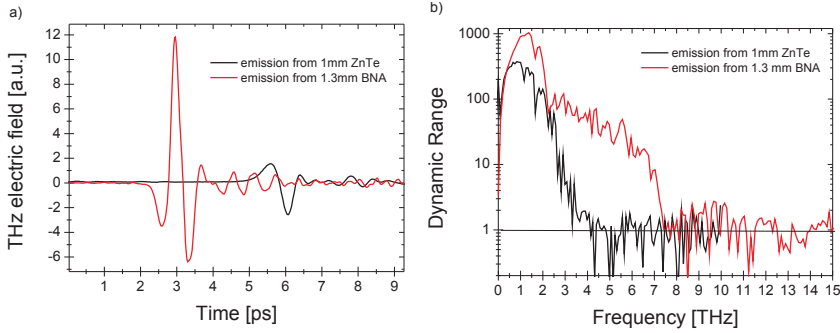 a)
THz electric field [a.u.]
12
10
8
6
4
2
0
-2
-4
-6
emission from 1mm ZnTe
emission from 1.3mm BNA
1 2 3 4 5 6 7 8 9
Time [ps]
b)
Dynamic Range
1000
100
10
1
emission from 1mm ZnTe
emission from 1.3 mm BNA
0 1 2 3 4 5 6 7 8 9 10 11 12 13 14 15
Frequency [THz]